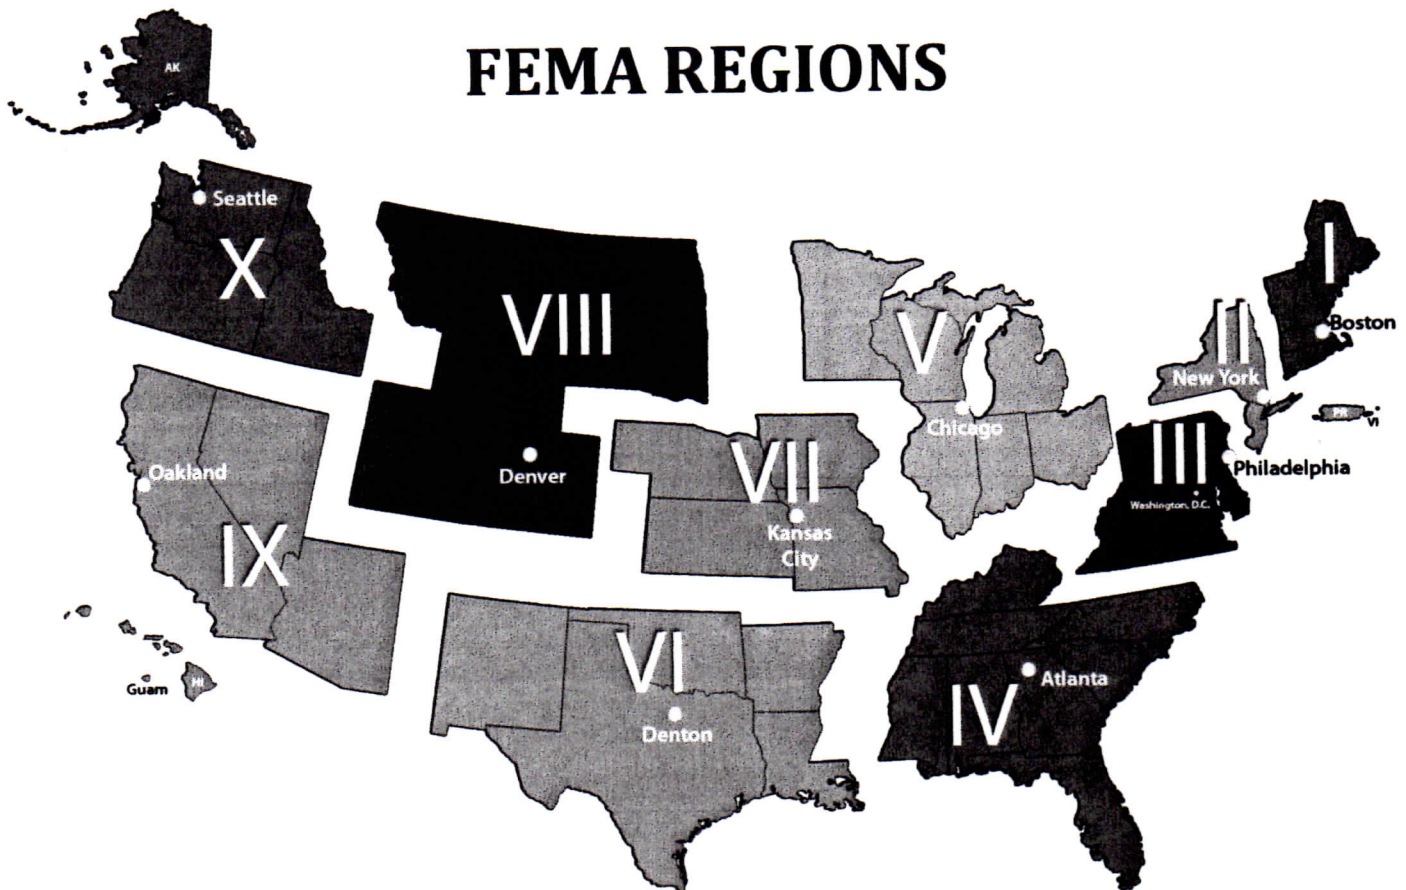 FEMA REGIONS
AK
Seattle
X
VIII
Denver
V
Chicago
I
Boston
II
New York
PR
VI
III
Philadelphia
Washington, D.C.
VII
Kansas
City
Oakland
IX
Guam
HI
VI
Denton
IV
Atlanta